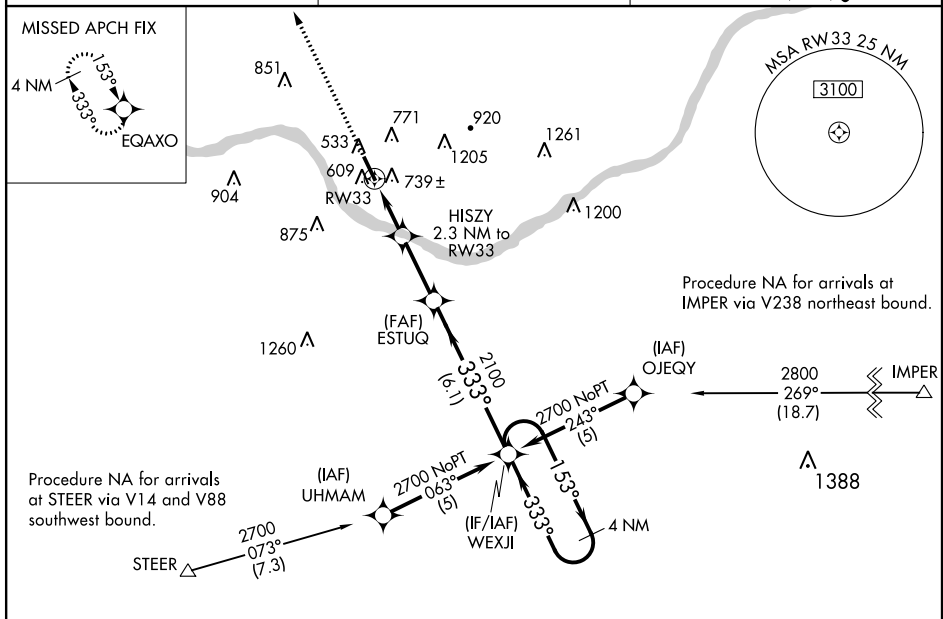 MISSED APCH FIX
4 NM
153°
333°
EQAXO
MSA RW33 25 NM
3100
851
771
920
533
1205
1261
609
739 ±
RW33
904
875
1200
HISZY
2.3 NM to
RW33
Procedure NA for arrivals at
IMPER via V238 northeast bound.
(FAF)
ESTUQ
1260
2100
333°
(6.1)
(IAF)
OJEQY
2800
269°
(18.7)
IMPER
2700 NoPT
243°
(5)
1388
Procedure NA for arrivals
at STEER via V14 and V88
southwest bound.
(IAF)
UHMAM
2700 NoPT
063°
(5)
(IF/IAF)
WEXJI
333°
153°
4 NM
2700
073°
(7.3)
STEER